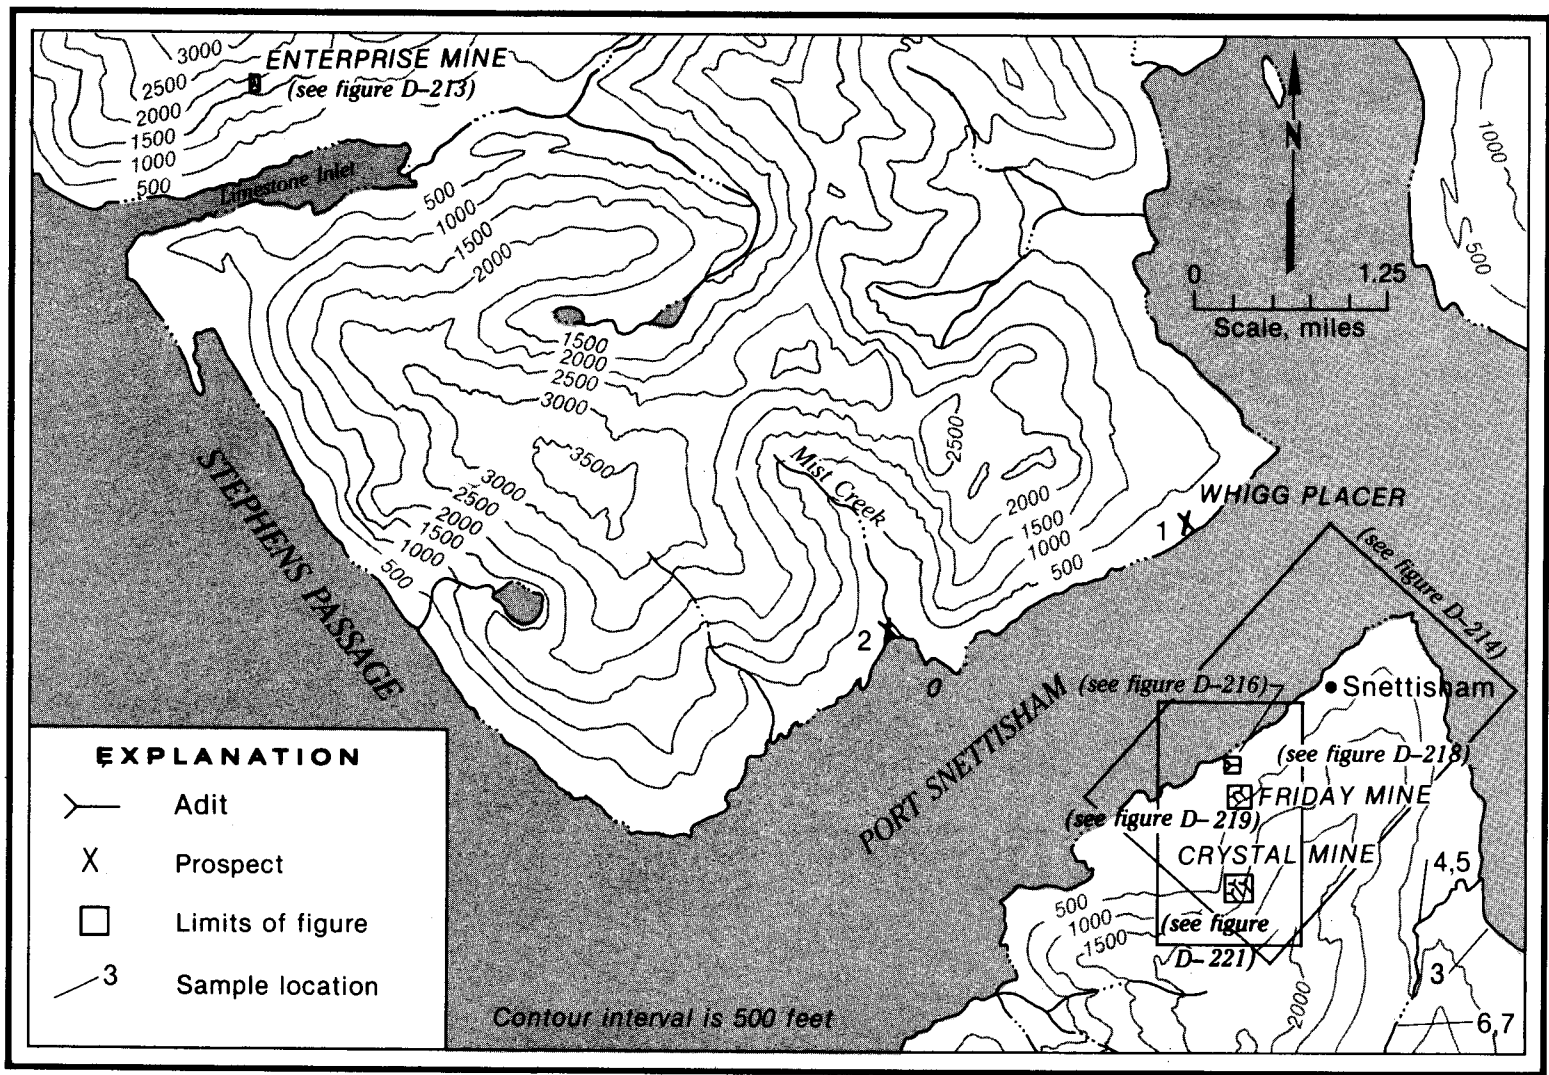 3000
ENTERPRISE MINE
2500
(see figure D-213)
2000
1500
1000
500
Limestone Inlet
500
1000
1500
2000
1500
2000
2500
3000
3500
3000
2500
2000
1500
1000
500
STEPHENS PASSAGE
Mist Creek
2500
2000
1500
1000
500
1000
500
N
0 1.25
Scale, miles
WHIGG PLACER
1 X
2
(see figure D-214)
PORT SNETTISHAM
(see figure D-216)
7
Snettisham
(see figure D-218)
FRIDAY MINE
(see figure D-219)
CRYSTAL MINE
4,5
500
1000
1500
(see figure
D-221)
2000
3
6,7
EXPLANATION
Adit
X Prospect
Limits of figure
3 Sample location
Contour interval is 500 feet